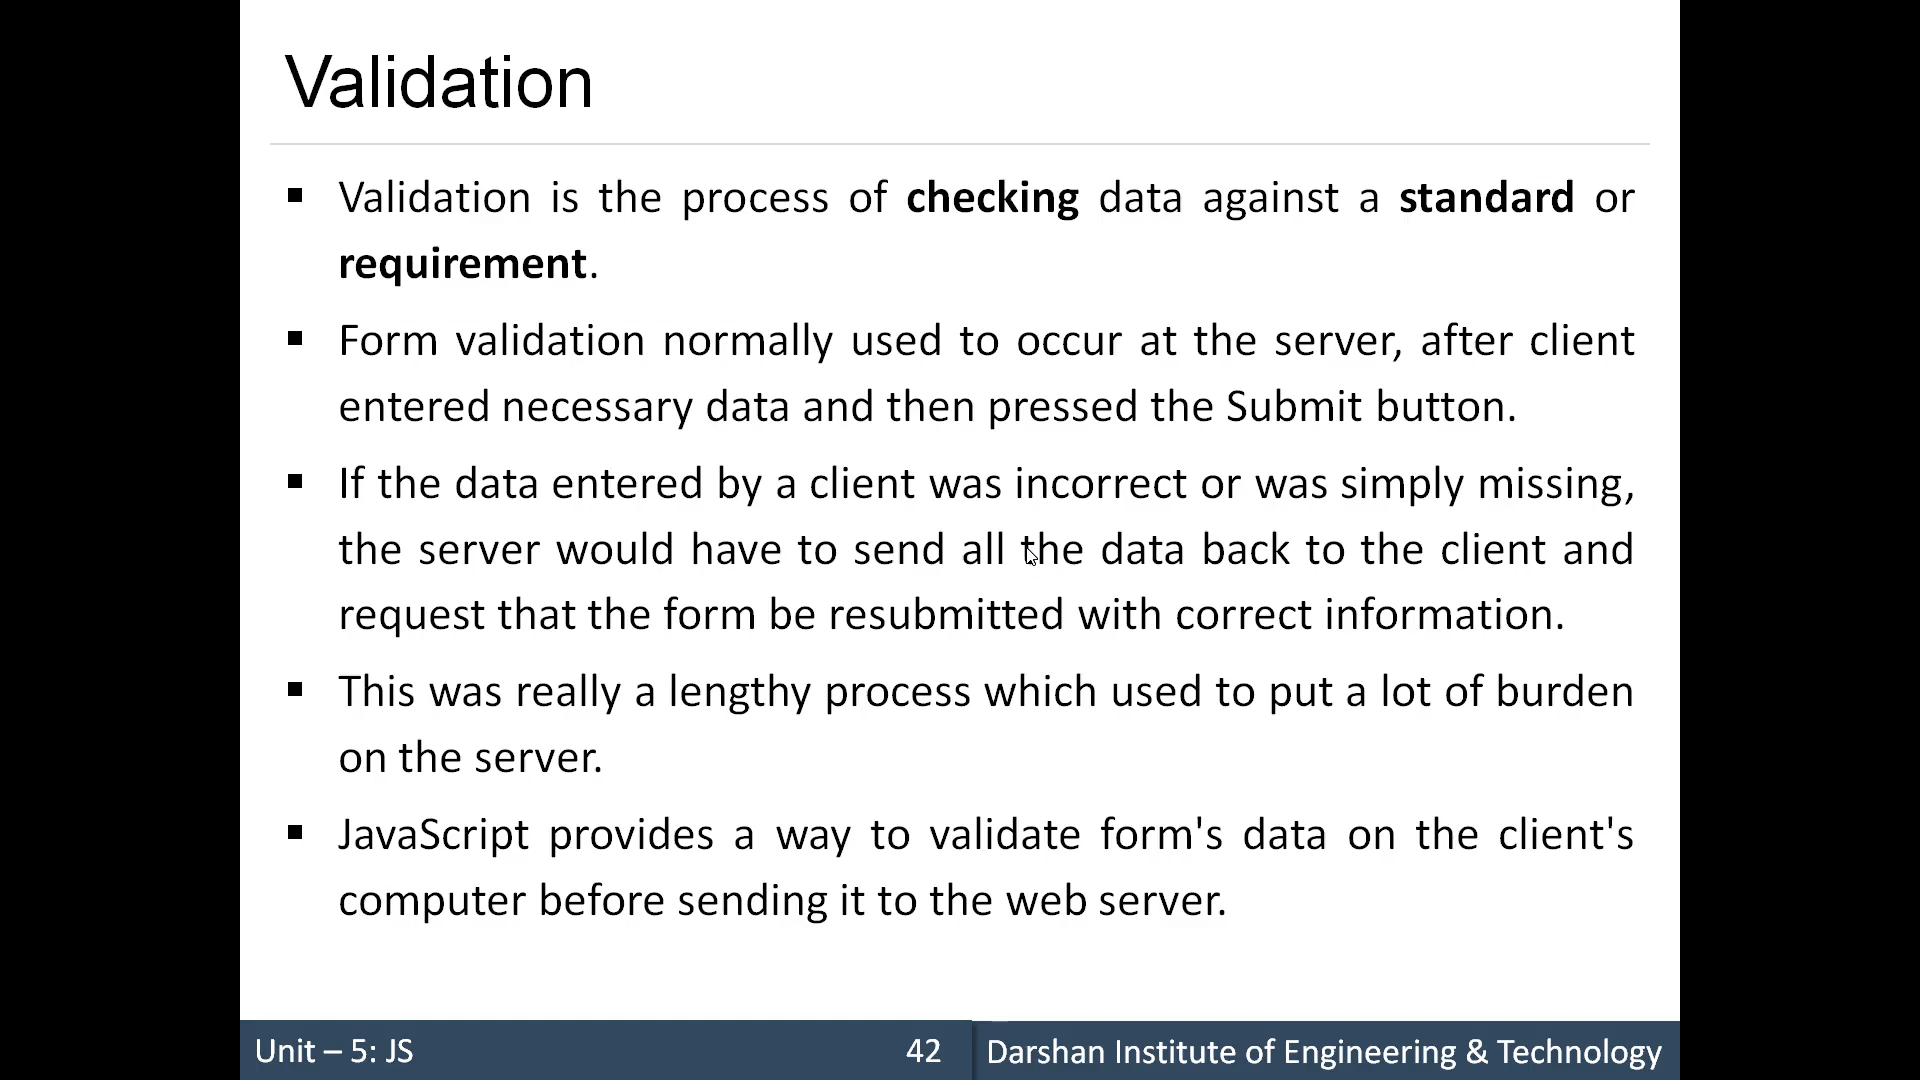 Validation
▪ Validation is the process of checking data against a standard or
requirement.
▪ Form validation normally used to occur at the server, after client
entered necessary data and then pressed the Submit button.
▪ If the data entered by a client was incorrect or was simply missing,
the server would have to send all the data back to the client and
request that the form be resubmitted with correct information.
▪ This was really a lengthy process which used to put a lot of burden
on the server.
▪ JavaScript provides a way to validate form's data on the client's
computer before sending it to the web server.
Unit – 5: JS 42 Darshan Institute of Engineering & Technology